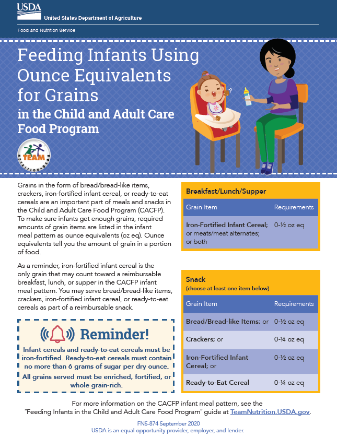 USDA
United States Department of Agriculture
Food and Nutrition Service
Feeding Infants Using
Ounce Equivalents
for Grains
in the Child and Adult Care
Food Program
TEAM
Grains in the form of bread/bread-like items,
crackers, iron-fortified infant cereal, or ready-to-eat
cereals are an important part of meals and snacks in
the Child and Adult Care Food Program (CACFP).
To make sure infants get enough grains, required
amounts of grain items are listed in the infant
meal pattern as ounce equivalents (oz eq). Ounce
equivalents tell you the amount of grain in a portion
of food.
As a reminder, iron-fortified infant cereal is the
only grain that may count toward a reimbursable
breakfast, lunch, or supper in the CACFP infant
meal pattern. You may serve bread/bread-like items,
crackers, iron-fortified infant cereal, or ready-to-eat
cereals as part of a reimbursable snack.
Reminder!
Infant cereals and ready-to-eat cereals must be
iron-fortified. Ready-to-eat cereals must contain
no more than 6 grams of sugar per dry ounce.
All grains served must be enriched, fortified, or
whole grain-rich.
Breakfast/Lunch/Supper
Grain Item Requirements
Iron-Fortified Infant Cereal; 0-½ oz eq
or meats/meat alternates;
or both
Snack
(choose at least one item below)
Grain Item Requirements
Bread/Bread-like Items; or 0-½ oz eq
Crackers; or 0-¼ oz eq
Iron-Fortified Infant 0-½ oz eq
Cereal; or
Ready-to-Eat Cereal 0-¼ oz eq
For more information on the CACFP infant meal pattern, see the
"Feeding Infants in the Child and Adult Care Food Program" guide at TeamNutrition.USDA.gov.
FNS-874 September 2020
USDA is an equal opportunity provider, employer, and lender.